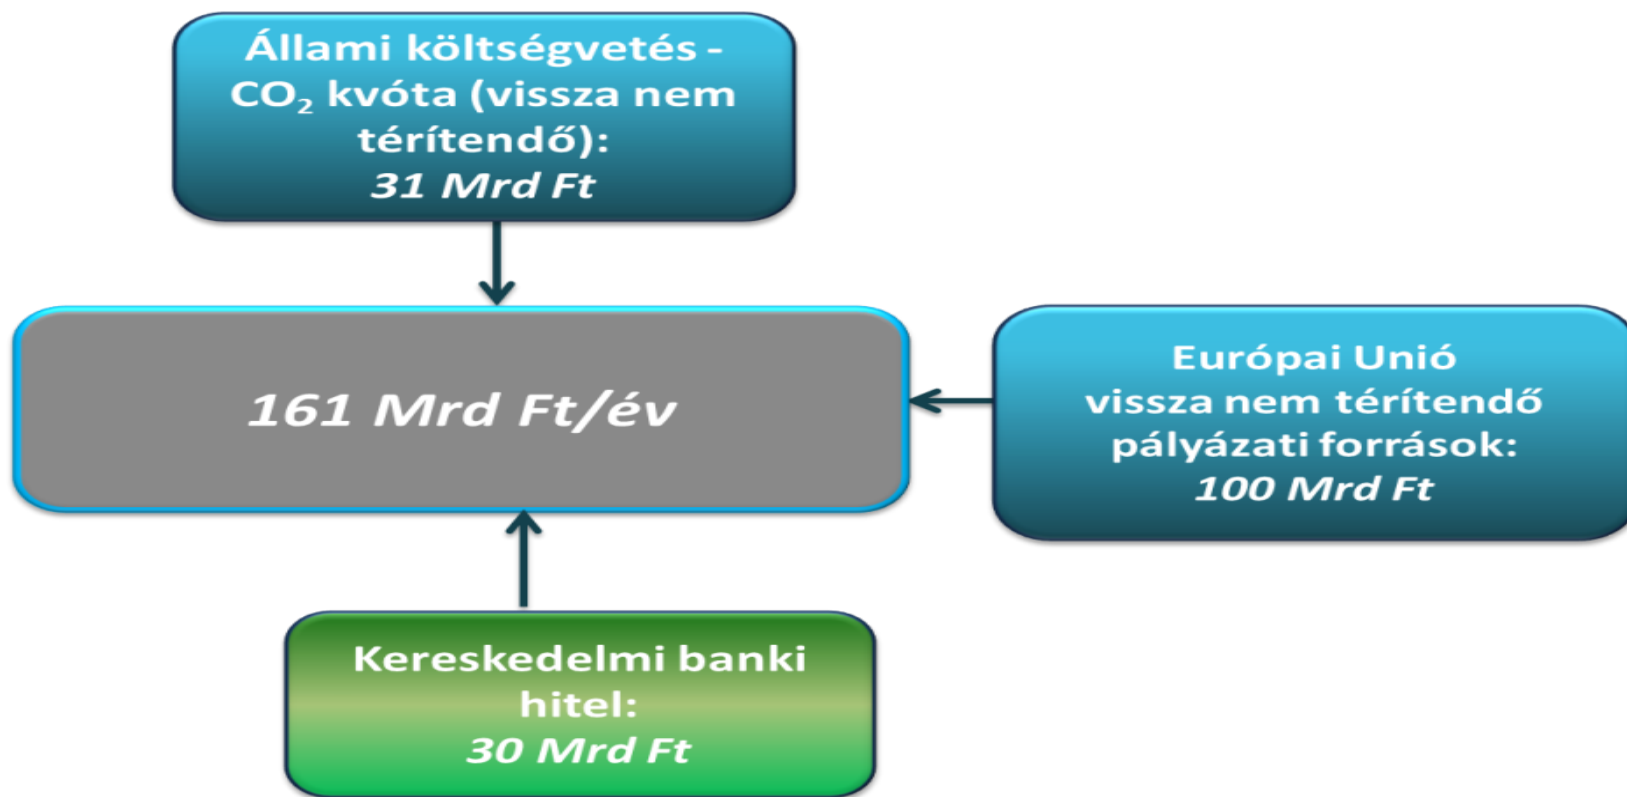 Állami költségvetés -
CO₂ kvóta (vissza nem
térítendő):
31 Mrd Ft
161 Mrd Ft/év
Európai Unió
vissza nem térítendő
pályázati források:
100 Mrd Ft
Kereskedelmi banki
hitel:
30 Mrd Ft